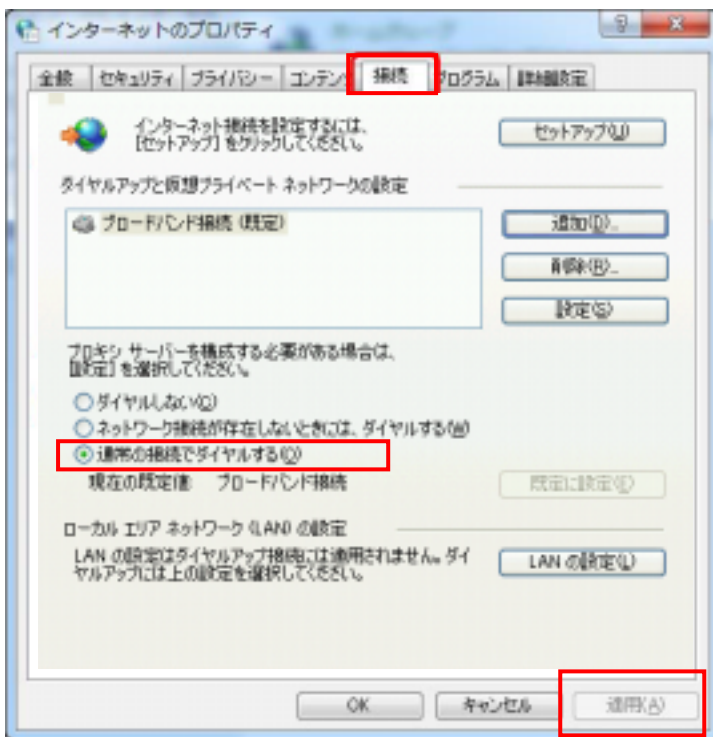 インターネットのプロパティ
全般 セキュリティ プライバシー コンテンツ 接続 プログラム 詳細設定
インターネット接続を設定するには、
[セットアップ] をクリックしてください。
セットアップ(U)
ダイヤルアップと仮想プライベート ネットワークの設定
ブロードバンド接続 (既定)
追加(D)...
削除(R)...
設定(S)
プロキシ サーバーを構成する必要がある場合は、
[設定] を選択してください。
ダイヤルしない(C)
ネットワーク接続が存在しないときには、ダイヤルする(W)
通常の接続でダイヤルする(O)
現在の既定値: ブロードバンド接続
既定に設定(E)
ローカル エリア ネットワーク (LAN) の設定
LAN の設定はダイヤルアップ接続には適用されません。ダイ
ヤルアップには上の設定を選択してください。
LAN の設定(L)
OK
キャンセル
適用(A)